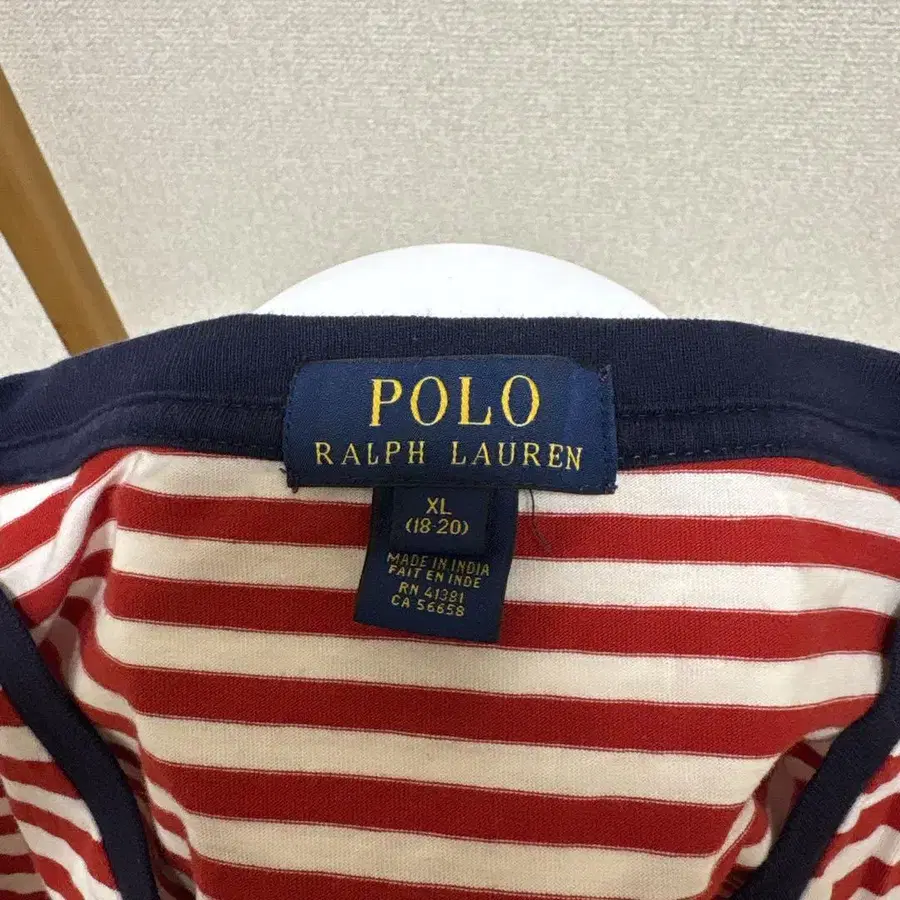 POLO
RALPH LAUREN
XL
(18-20)
MADE IN INDIA
FAIT EN INDE
RN 41381
CA 56658